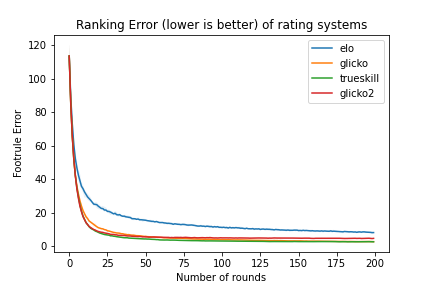 Ranking Error (lower is better) of rating systems
120
100
80
60
40
20
0
Footrule Error
elo
glicko
trueskill
glicko2
0 25 50 75 100 125 150 175 200
Number of rounds